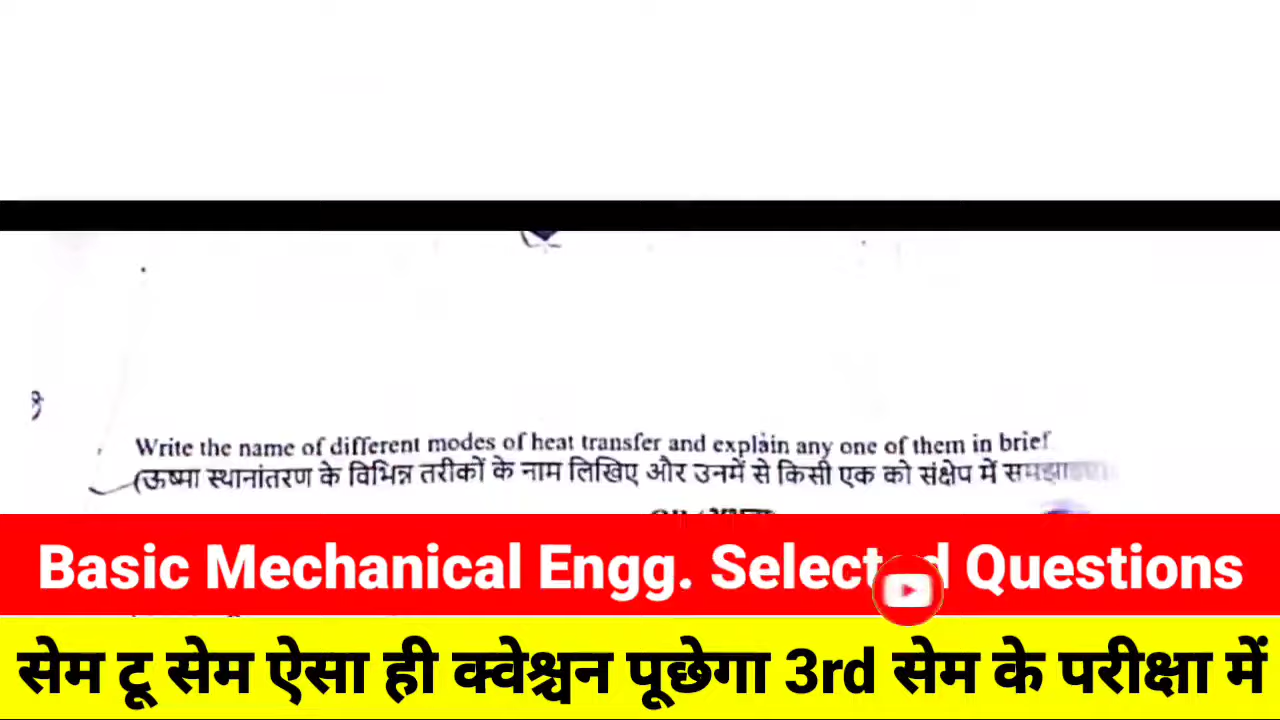 Write the name of different modes of heat transfer and explain any one of them in brief
(ऊष्मा स्थानांतरण के विभिन्न तरीकों के नाम लिखिए और उनमें से किसी एक को संक्षेप में
Basic Mechanical Engg. Selected Questions
सेम टू सेम ऐसा ही क्वेश्चन पूछेगा 3rd सेम के परीक्षा में